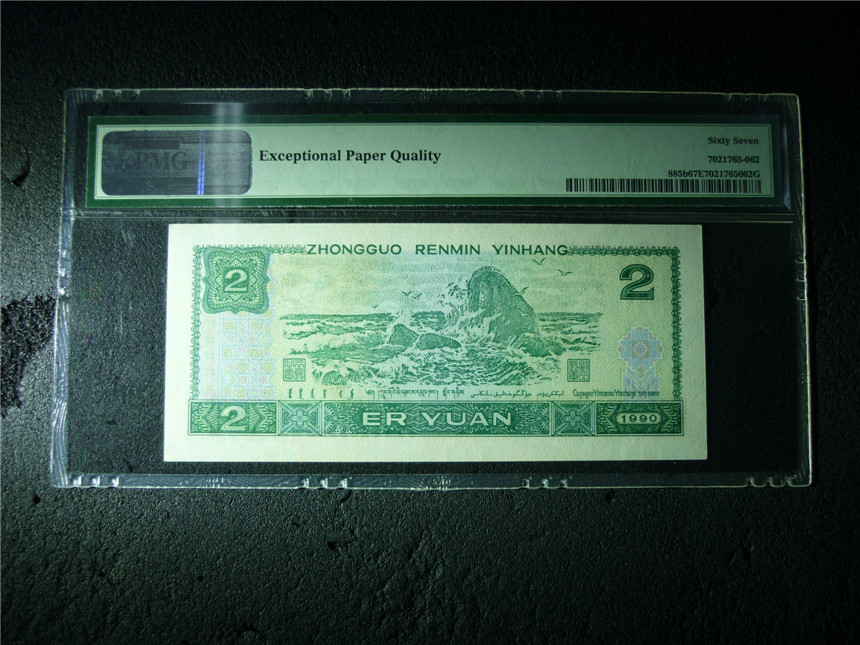 PMG
Exceptional Paper Quality
Sixty Seven
7021765-062
885b67E7021765062G
ZHONGGUO RENMIN YINHANG
2
2
2
ER YUAN
1990